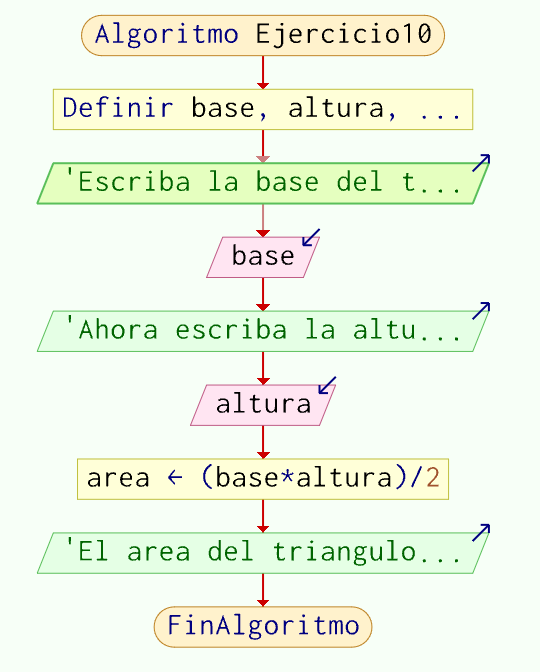 Algoritmo Ejercicio10
Definir base, altura, ...
'Escriba la base del t...
base
'Ahora escriba la altu...
altura
area ← (base*altura)/2
'El area del triangulo...
FinAlgoritmo